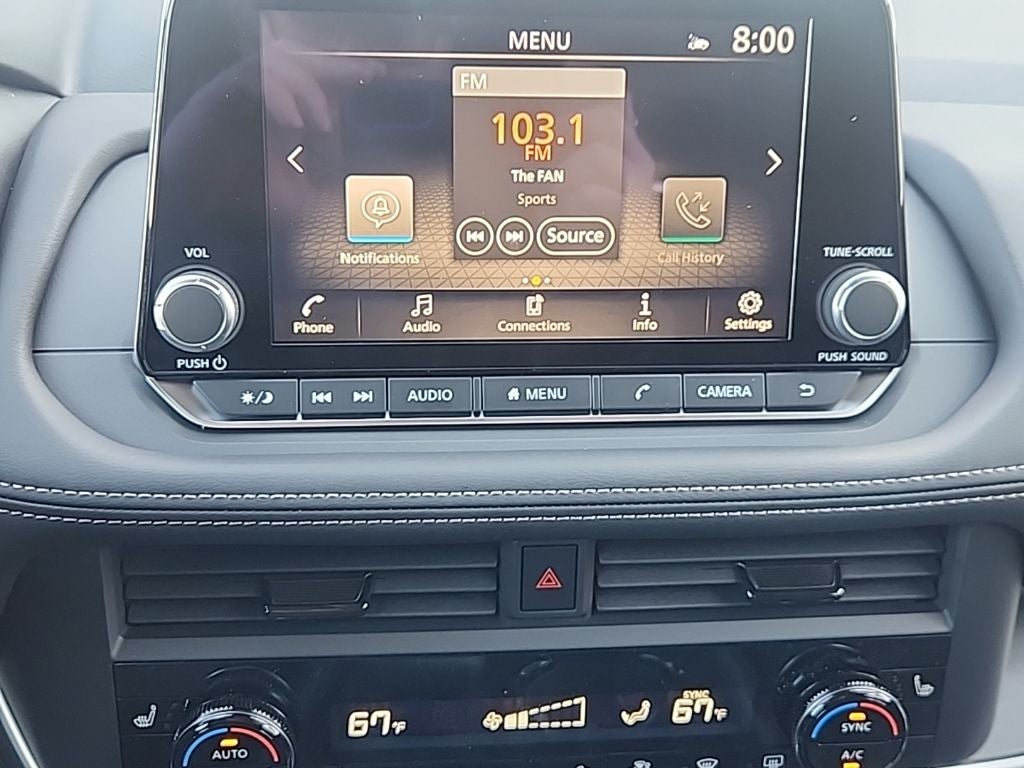 MENU 8:00
FM
103.1
FM
The FAN
Sports
Source
Notifications
Call History
VOL
TUNE·SCROLL
Phone Audio Connections Info Settings
PUSH
PUSH SOUND
AUDIO MENU CAMERA
SYNC
67°F 67°F
AUTO
SYNC
A/C